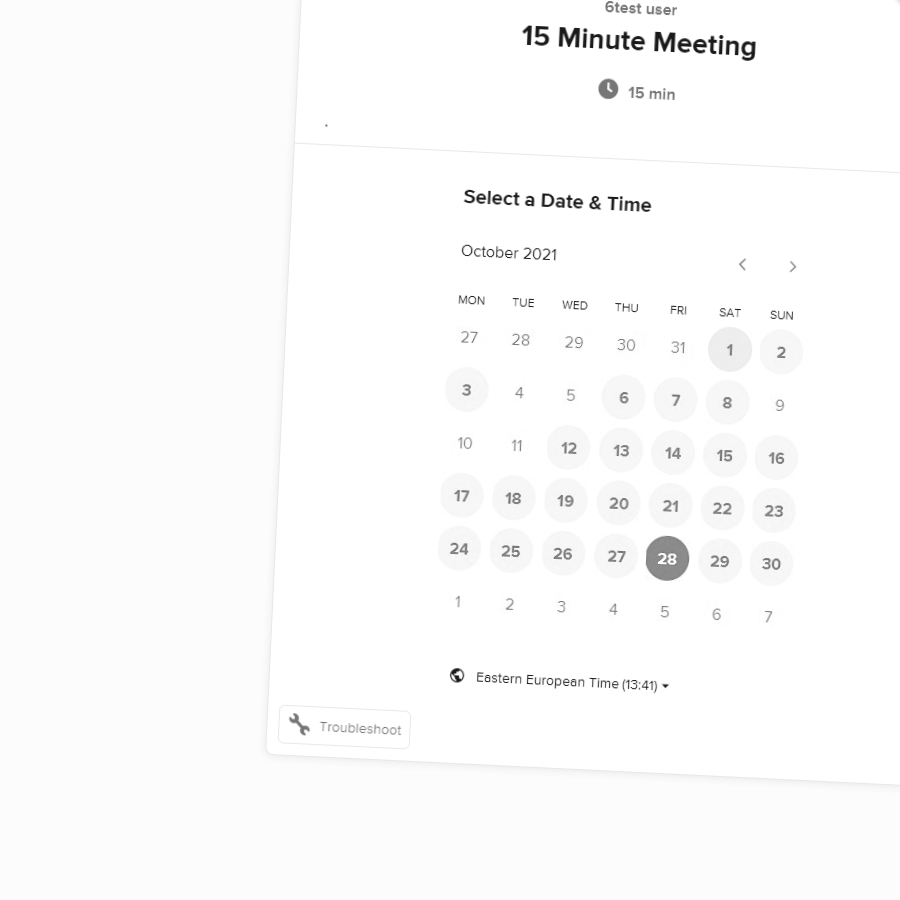 6test user
15 Minute Meeting
15 min
.
Select a Date & Time
October 2021
MON TUE WED THU FRI SAT SUN
27 28 29 30 31 1 2
3 4 5 6 7 8 9
10 11 12 13 14 15 16
17 18 19 20 21 22 23
24 25 26 27 28 29 30
1 2 3 4 5 6 7
Eastern European Time (13:41)
Troubleshoot